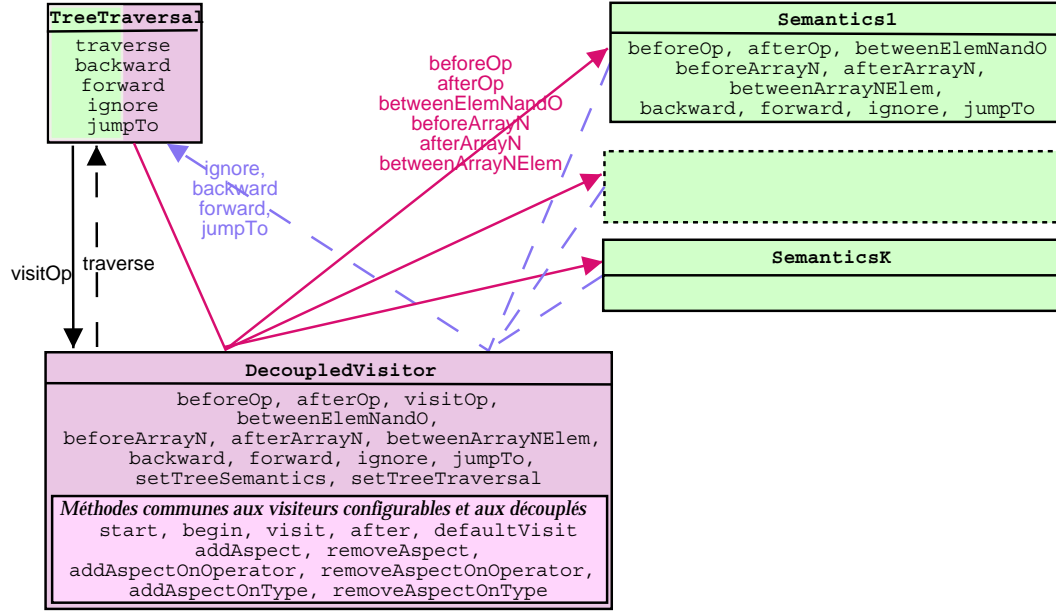 TreeTraversal
traverse
backward
forward
ignore
jumpTo
beforeOp
afterOp
betweenElemNandO
beforeArrayN
afterArrayN
betweenArrayNElem
Semantics1
beforeOp, afterOp, betweenElemNandO
beforeArrayN, afterArrayN,
betweenArrayNElem,
backward, forward, ignore, jumpTo
ignore,
backward
forward,
jumpTo
visitOp
traverse
SemanticsK
DecoupledVisitor
beforeOp, afterOp, visitOp,
betweenElemNandO,
beforeArrayN, afterArrayN, betweenArrayNElem,
backward, forward, ignore, jumpTo,
setTreeSemantics, setTreeTraversal
Méthodes communes aux visiteurs configurables et aux découplés
start, begin, visit, after, defaultVisit
addAspect, removeAspect,
addAspectOnOperator, removeAspectOnOperator,
addAspectOnType, removeAspectOnType